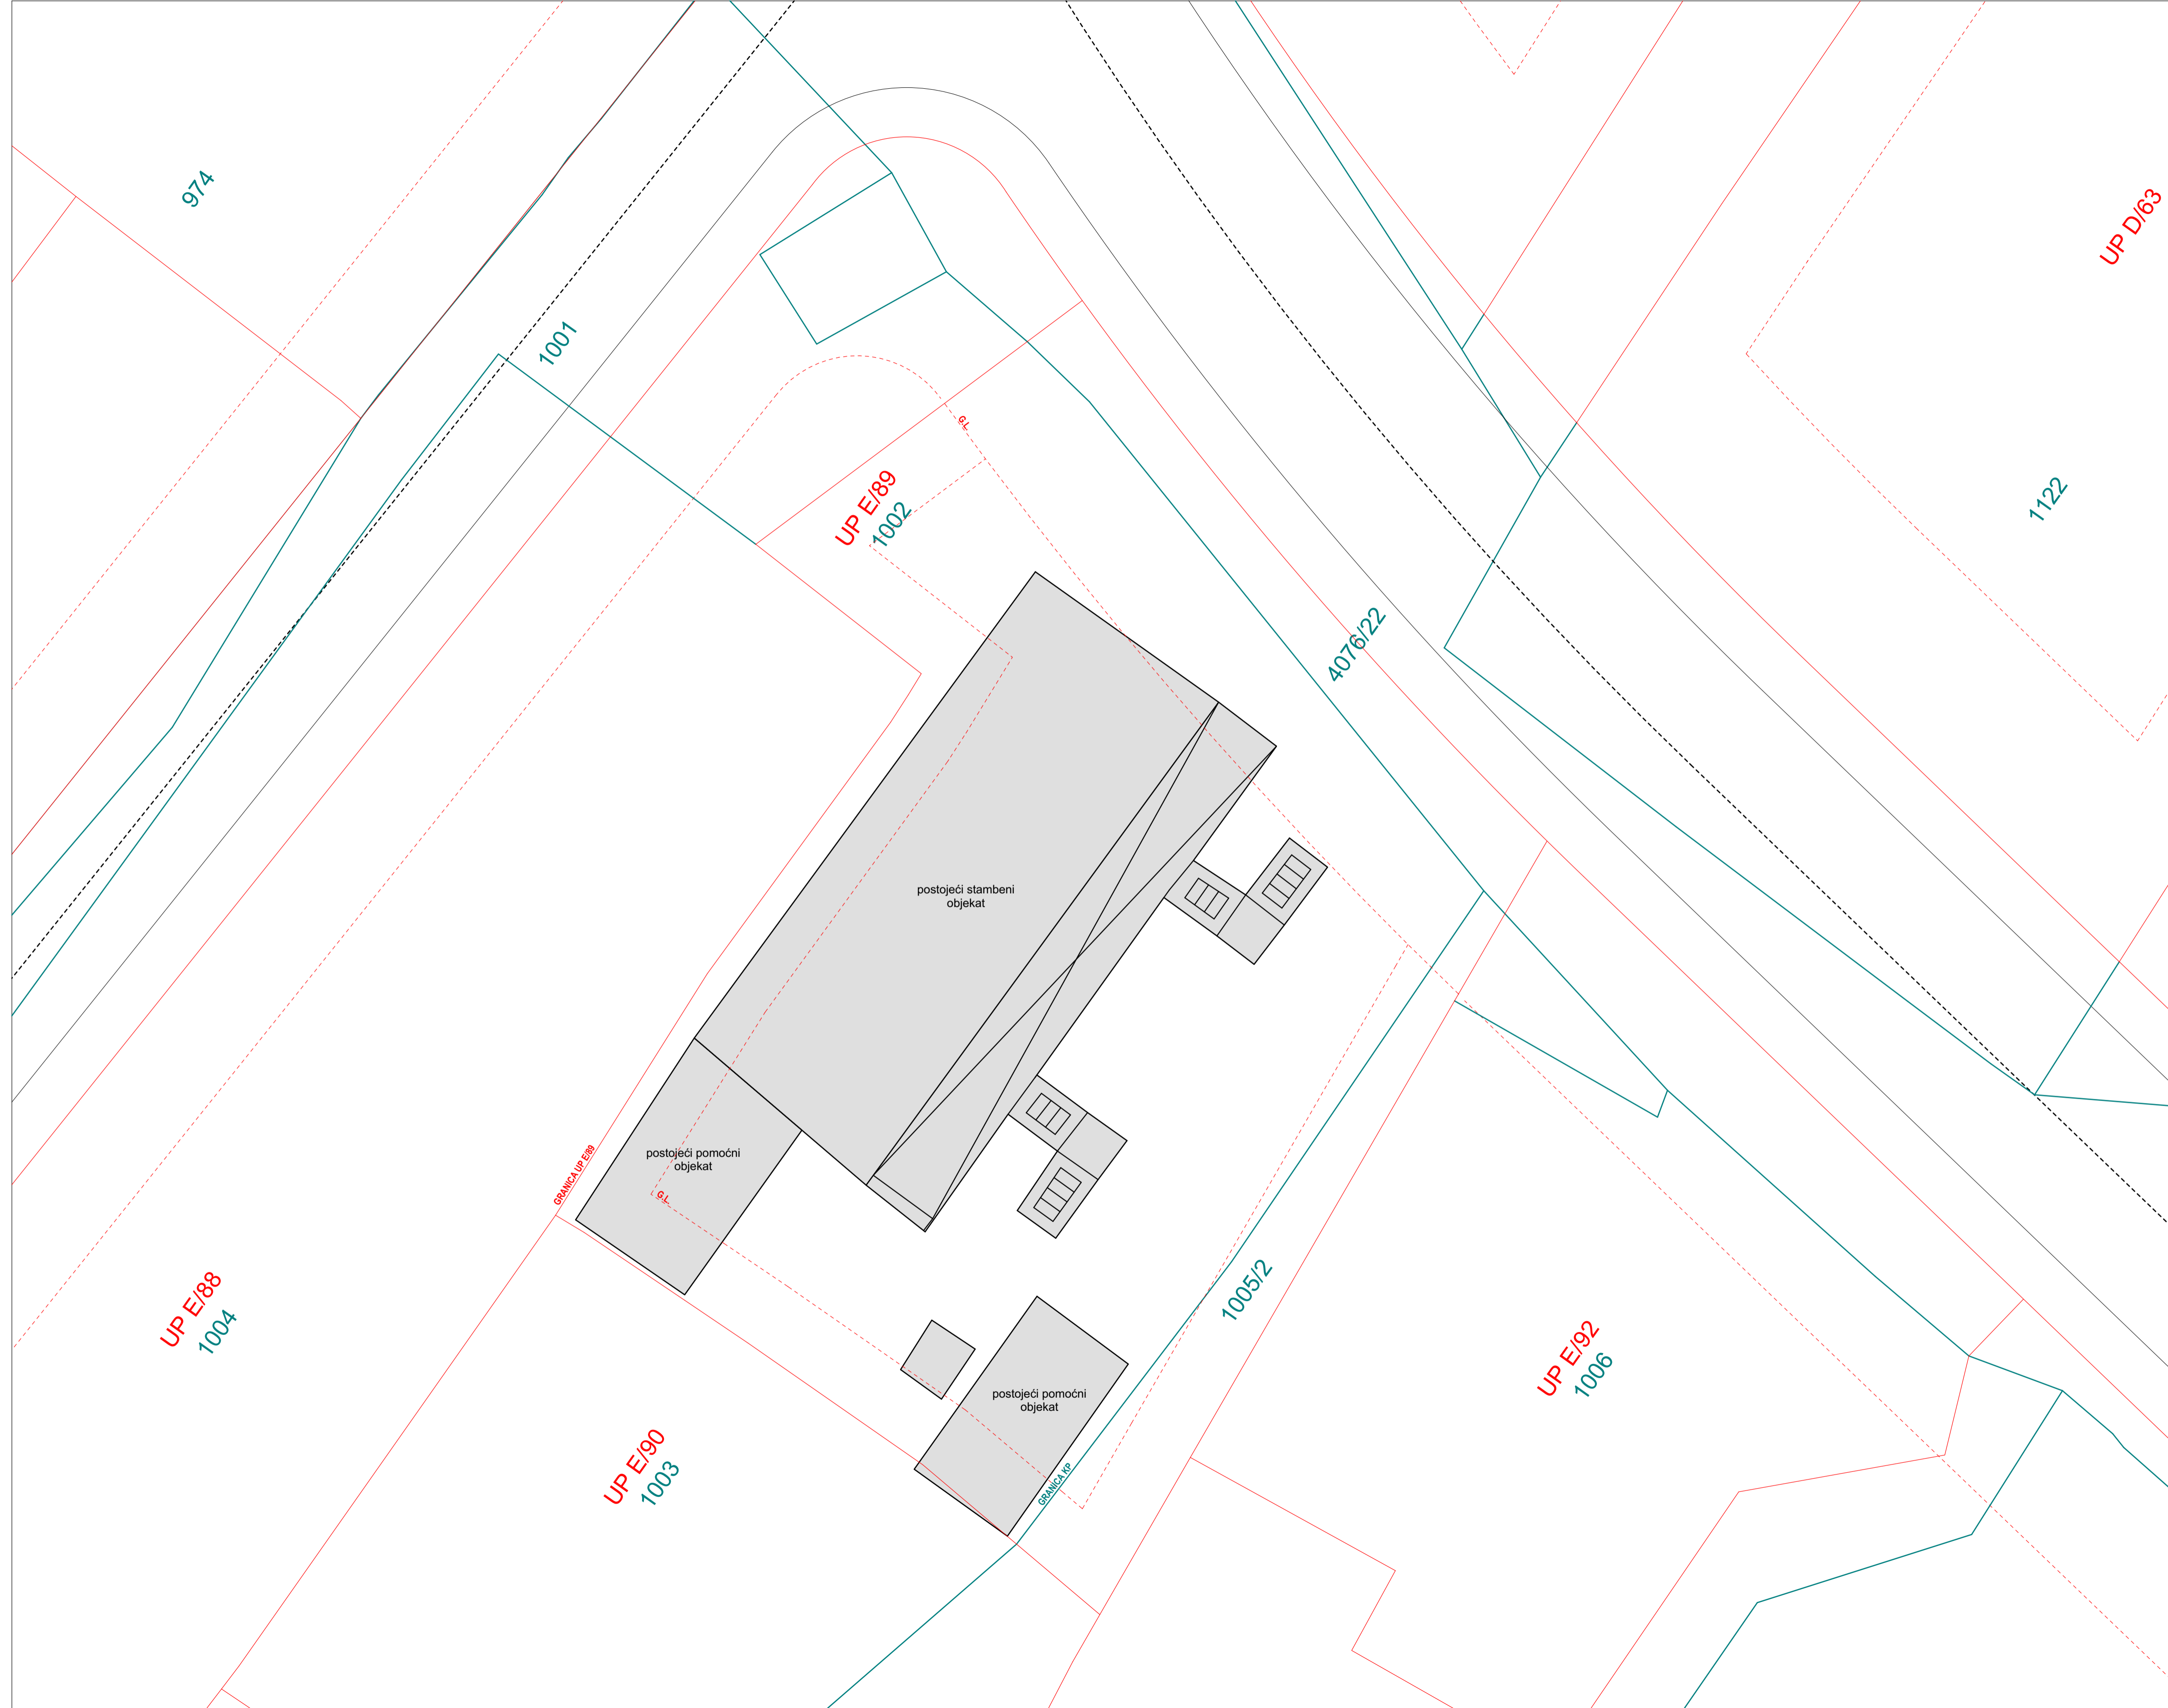 974
UP D/63
1001
G.L.
UP E/89
1002
1122
4076/22
postojeći stambeni
objekat
postojeći pomoćni
objekat
GRANICA UP E/89
G.L.
UP E/88
1004
1005/2
UP E/92
1006
postojeći pomoćni
objekat
UP E/90
1003
GRANICA KP